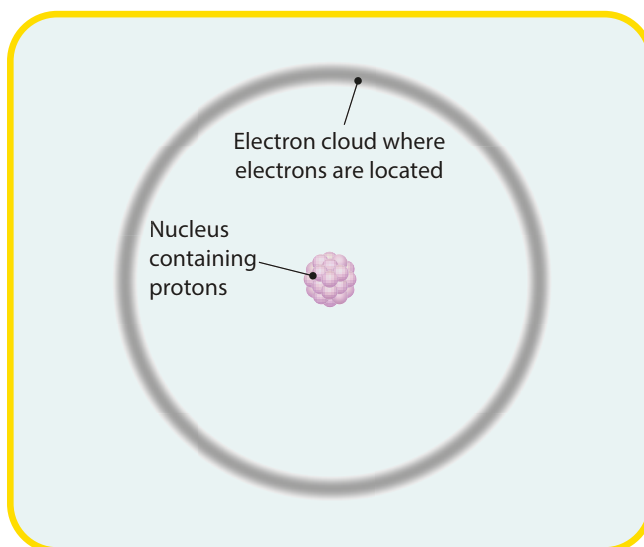 Electron cloud where
electrons are located
Nucleus
containing
protons